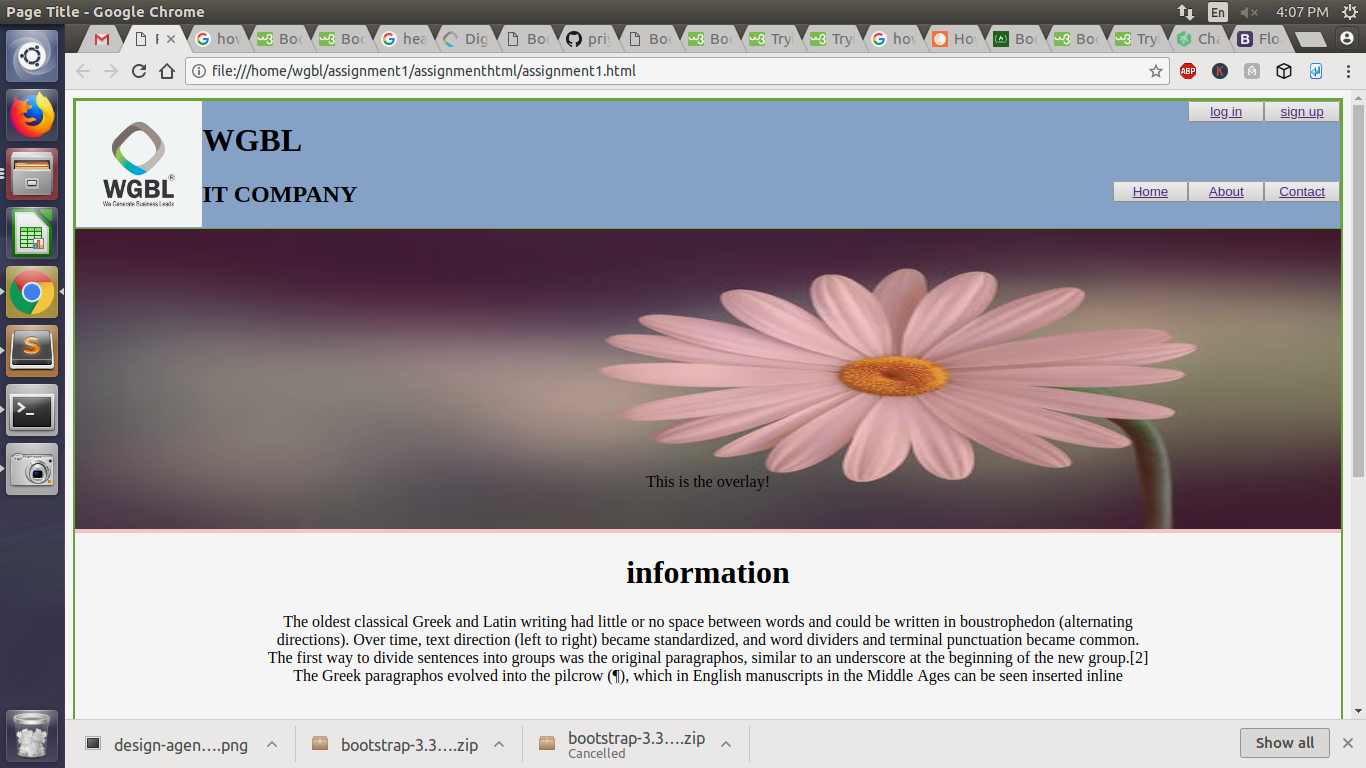 Page Title - Google Chrome
En
4:07 PM
how
Boo
Boo
hea
Dig
Boo
priy
Boo
Boo
Tryi
Tryi
how
Ho
Boo
Boo
Tryi
Cha
Flo
file:///home/wgbl/assignment1/assignmenthtml/assignment1.html
ABP
K
log in
sign up
WGBL®
We Generate Business Leads
WGBL
IT COMPANY
Home
About
Contact
This is the overlay!
information
The oldest classical Greek and Latin writing had little or no space between words and could be written in boustrophedon (alternating
directions). Over time, text direction (left to right) became standardized, and word dividers and terminal punctuation became common.
The first way to divide sentences into groups was the original paragraphos, similar to an underscore at the beginning of the new group.[2]
The Greek paragraphos evolved into the pilcrow (¶), which in English manuscripts in the Middle Ages can be seen inserted inline
design-agen....png
bootstrap-3.3....zip
bootstrap-3.3....zip
Cancelled
Show all